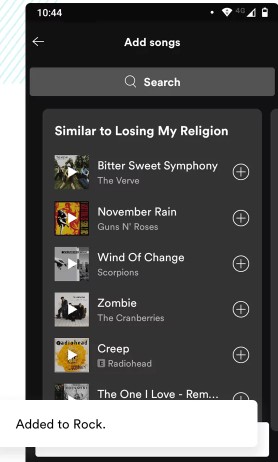 10:44
4G
Add songs
Search
Similar to Losing My Religion
Bitter Sweet Symphony
The Verve
November Rain
Guns N' Roses
Wind Of Change
Scorpions
Zombie
The Cranberries
Creep
E Radiohead
The One I Love - Rem...
Added to Rock.